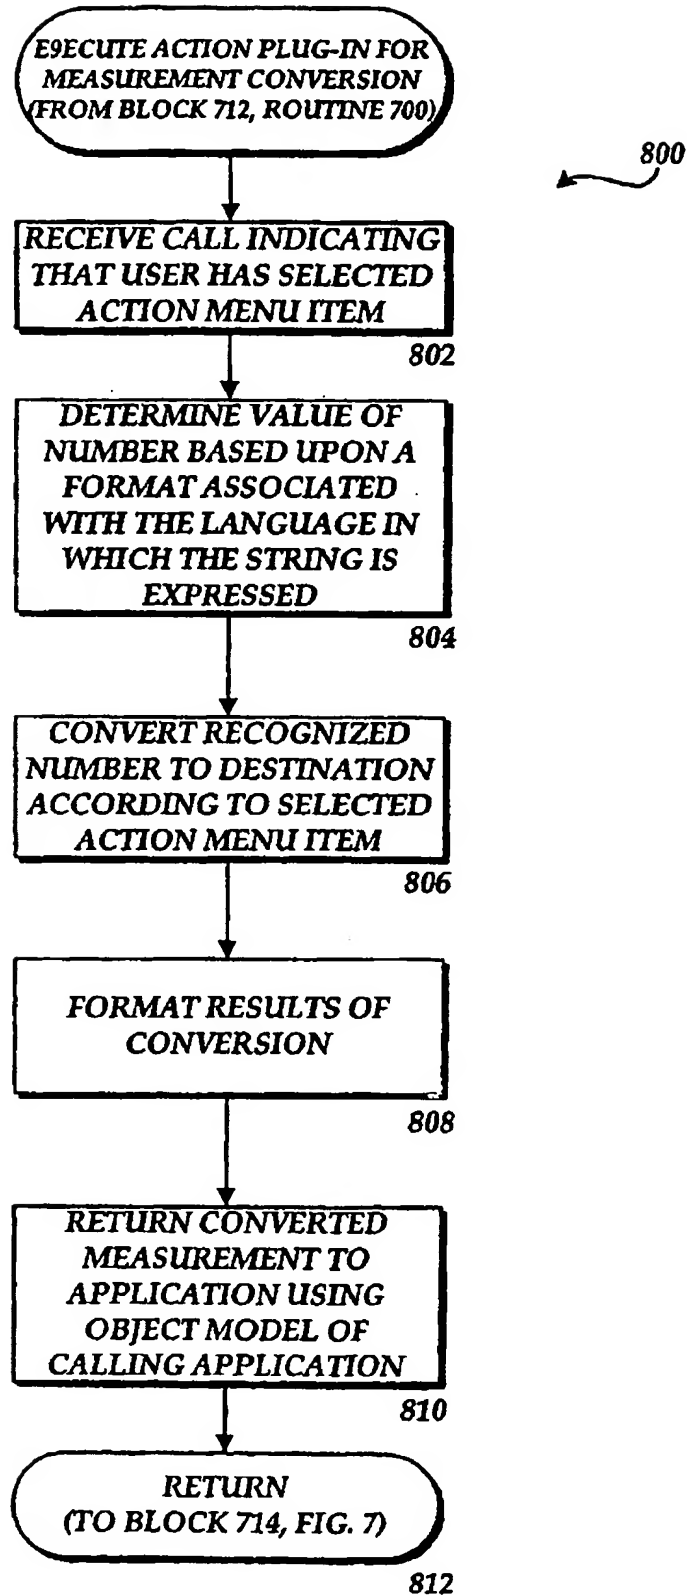 E9ECUTE ACTION PLUG-IN FOR
MEASUREMENT CONVERSION
(FROM BLOCK 712, ROUTINE 700)
800
RECEIVE CALL INDICATING
THAT USER HAS SELECTED
ACTION MENU ITEM
802
DETERMINE VALUE OF
NUMBER BASED UPON A
FORMAT ASSOCIATED
WITH THE LANGUAGE IN
WHICH THE STRING IS
EXPRESSED
804
CONVERT RECOGNIZED
NUMBER TO DESTINATION
ACCORDING TO SELECTED
ACTION MENU ITEM
806
FORMAT RESULTS OF
CONVERSION
808
RETURN CONVERTED
MEASUREMENT TO
APPLICATION USING
OBJECT MODEL OF
CALLING APPLICATION
810
RETURN
(TO BLOCK 714, FIG. 7)
812